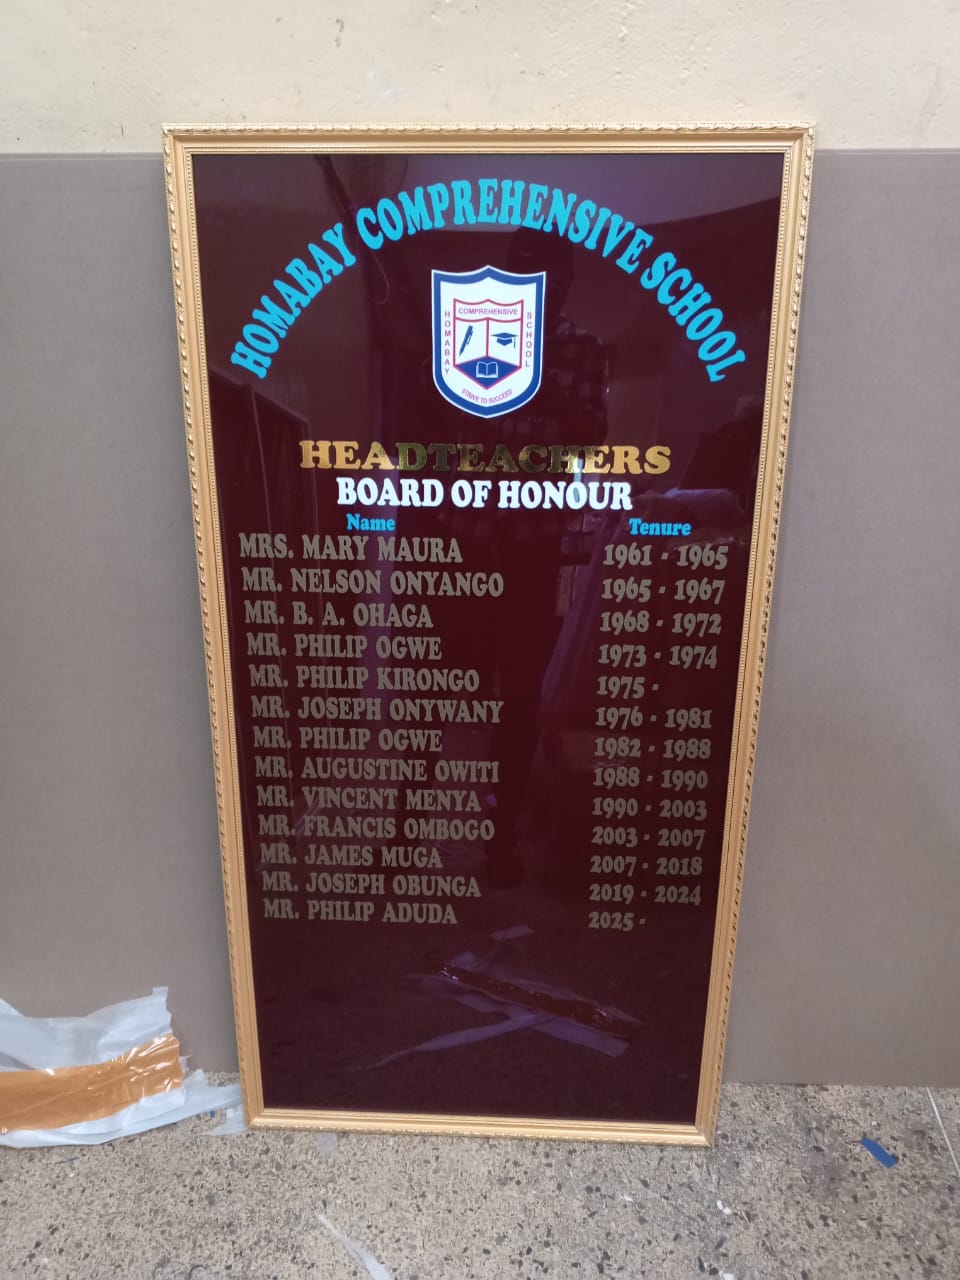 HOMABAY COMPREHENSIVE SCHOOL
COMPREHENSIVE
HOMABAY
SCHOOL
STRIVE TO SUCCEED
HEADTEACHERS
BOARD OF HONOUR
Name Tenure
MRS. MARY MAURA 1961 - 1965
MR. NELSON ONYANGO 1965 - 1967
MR. B. A. OHAGA 1968 - 1972
MR. PHILIP OGWE 1973 - 1974
MR. PHILIP KIRONGO 1975 -
MR. JOSEPH ONYWANY 1976 - 1981
MR. PHILIP OGWE 1982 - 1988
MR. AUGUSTINE OWITI 1988 - 1990
MR. VINCENT MENYA 1990 - 2003
MR. FRANCIS OMBOGO 2003 - 2007
MR. JAMES MUGA 2007 - 2018
MR. JOSEPH OBUNGA 2019 - 2024
MR. PHILIP ADUDA 2025 -